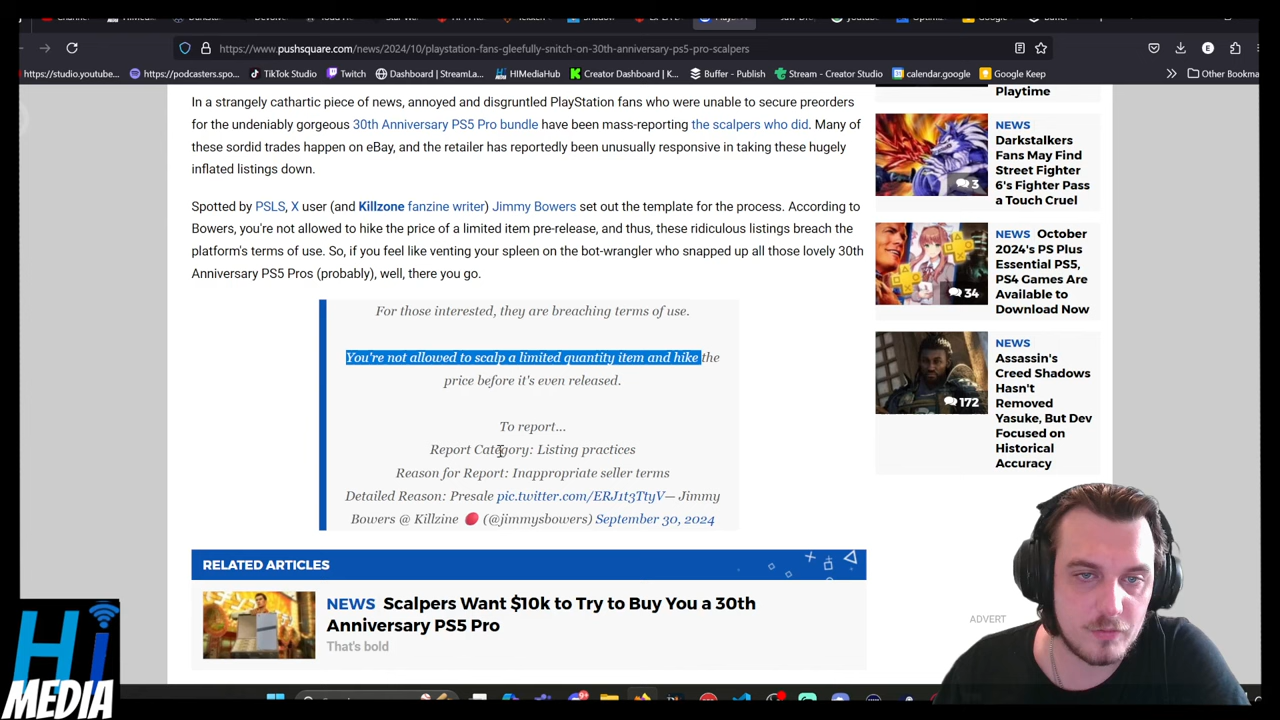 https://www.pushsquare.com/news/2024/10/playstation-fans-gleefully-snitch-on-30th-anniversary-ps5-pro-scalpers
https://studio.youtube...
https://podcasters.spo...
TikTok Studio
Twitch
Dashboard | StreamLa...
HIMediaHub
Creator Dashboard | K...
Buffer - Publish
Stream - Creator Studio
calendar.google
Google Keep
Other Bookma
In a strangely cathartic piece of news, annoyed and disgruntled PlayStation fans who were unable to secure preorders
for the undeniably gorgeous 30th Anniversary PS5 Pro bundle have been mass-reporting the scalpers who did. Many of
these sordid trades happen on eBay, and the retailer has reportedly been unusually responsive in taking these hugely
inflated listings down.
Spotted by PSLS, X user (and Killzone fanzine writer) Jimmy Bowers set out the template for the process. According to
Bowers, you're not allowed to hike the price of a limited item pre-release, and thus, these ridiculous listings breach the
platform's terms of use. So, if you feel like venting your spleen on the bot-wrangler who snapped up all those lovely 30th
Anniversary PS5 Pros (probably), well, there you go.
For those interested, they are breaching terms of use.
You're not allowed to scalp a limited quantity item and hike the
price before it's even released.
To report...
Report Category: Listing practices
Reason for Report: Inappropriate seller terms
Detailed Reason: Presale pic.twitter.com/ERJ1t3TtyV— Jimmy
Bowers @ Killzine (@jimmysbowers) September 30, 2024
RELATED ARTICLES
NEWS Scalpers Want $10k to Try to Buy You a 30th
Anniversary PS5 Pro
That's bold
Playtime
NEWS
Darkstalkers
Fans May Find
Street Fighter
6's Fighter Pass
a Touch Cruel
3
NEWS October
2024's PS Plus
Essential PS5,
PS4 Games Are
Available to
Download Now
34
NEWS
Assassin's
Creed Shadows
Hasn't
Removed
Yasuke, But Dev
Focused on
Historical
Accuracy
172
ADVERT
Hi
MEDIA